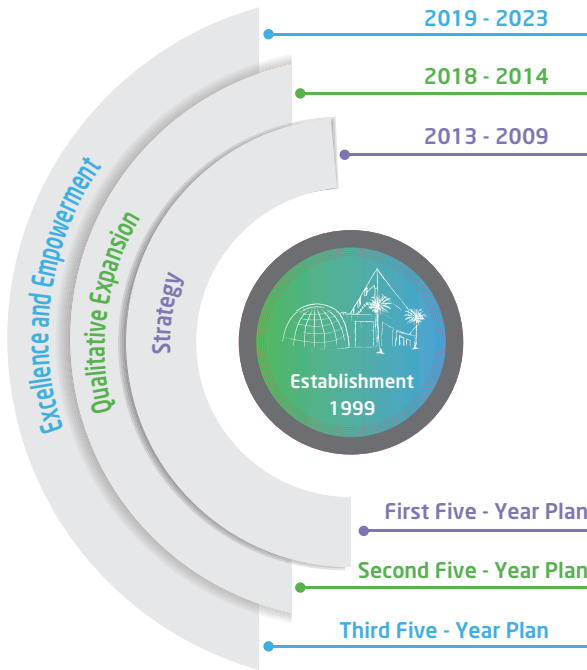 2019 - 2023
2018 - 2014
2013 - 2009
Excellence and Empowerment
Qualitative Expansion
Strategy
Establishment
1999
First Five - Year Plan
Second Five - Year Plan
Third Five - Year Plan